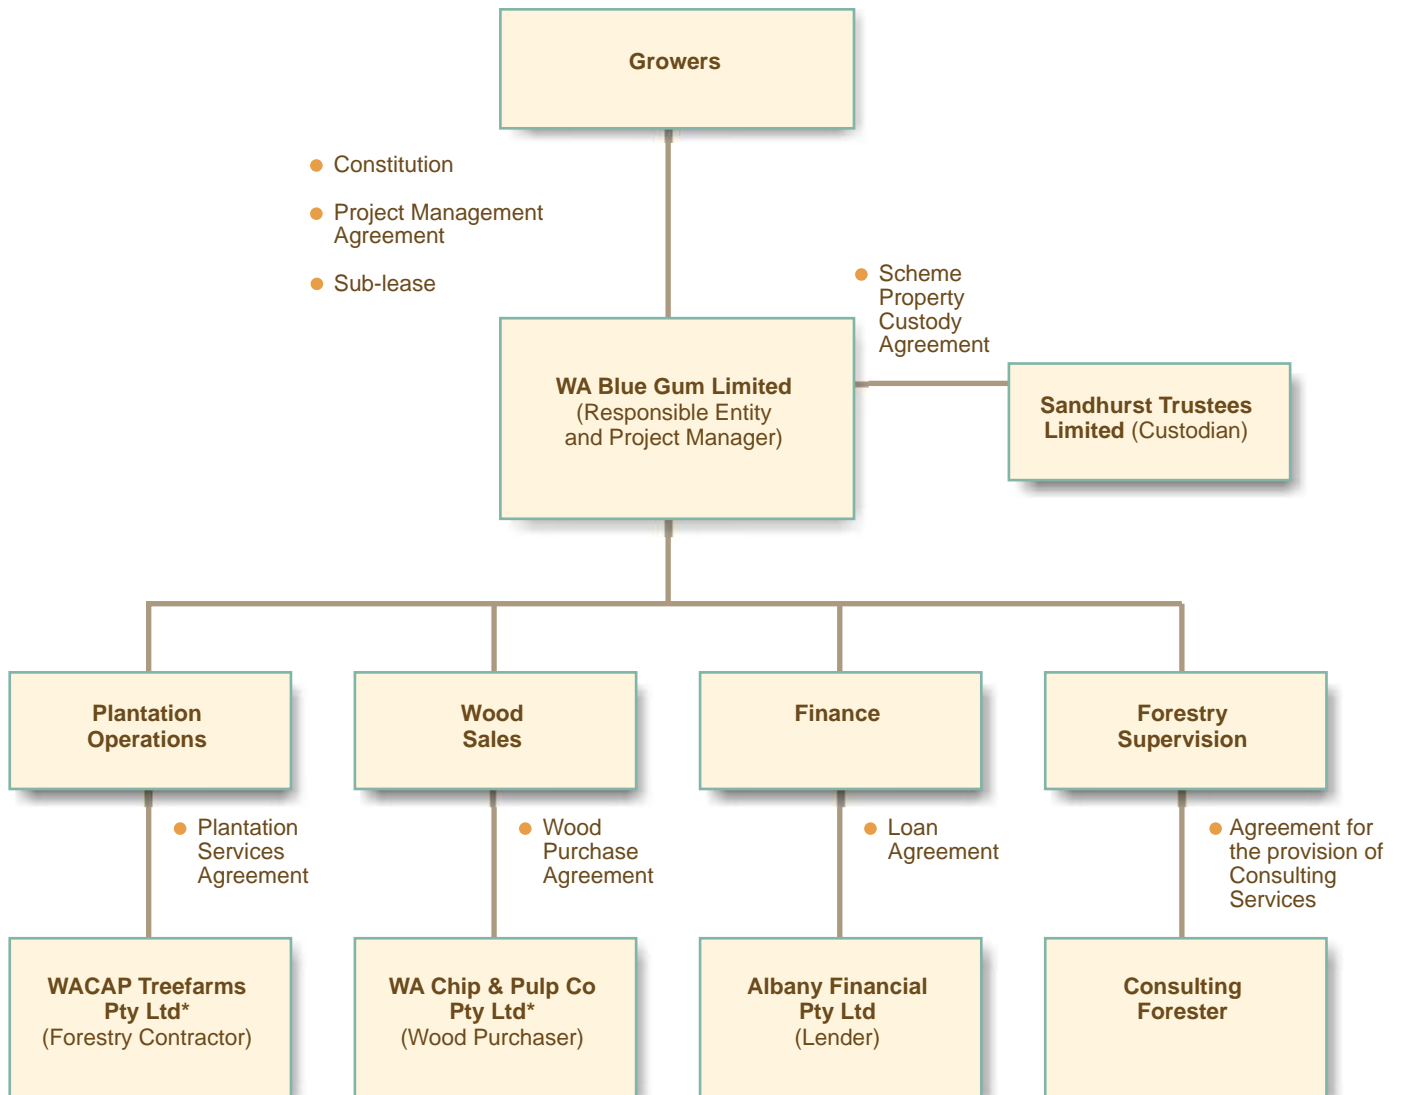 Growers
● Constitution
● Project Management
Agreement
● Sub-lease
● Scheme
Property
Custody
Agreement
WA Blue Gum Limited
(Responsible Entity
and Project Manager)
Sandhurst Trustees
Limited (Custodian)
Plantation
Operations
Wood
Sales
Finance
Forestry
Supervision
● Plantation
Services
Agreement
● Wood
Purchase
Agreement
● Loan
Agreement
● Agreement for
the provision of
Consulting
Services
WACAP Treefarms
Pty Ltd*
(Forestry Contractor)
WA Chip & Pulp Co
Pty Ltd*
(Wood Purchaser)
Albany Financial
Pty Ltd
(Lender)
Consulting
Forester